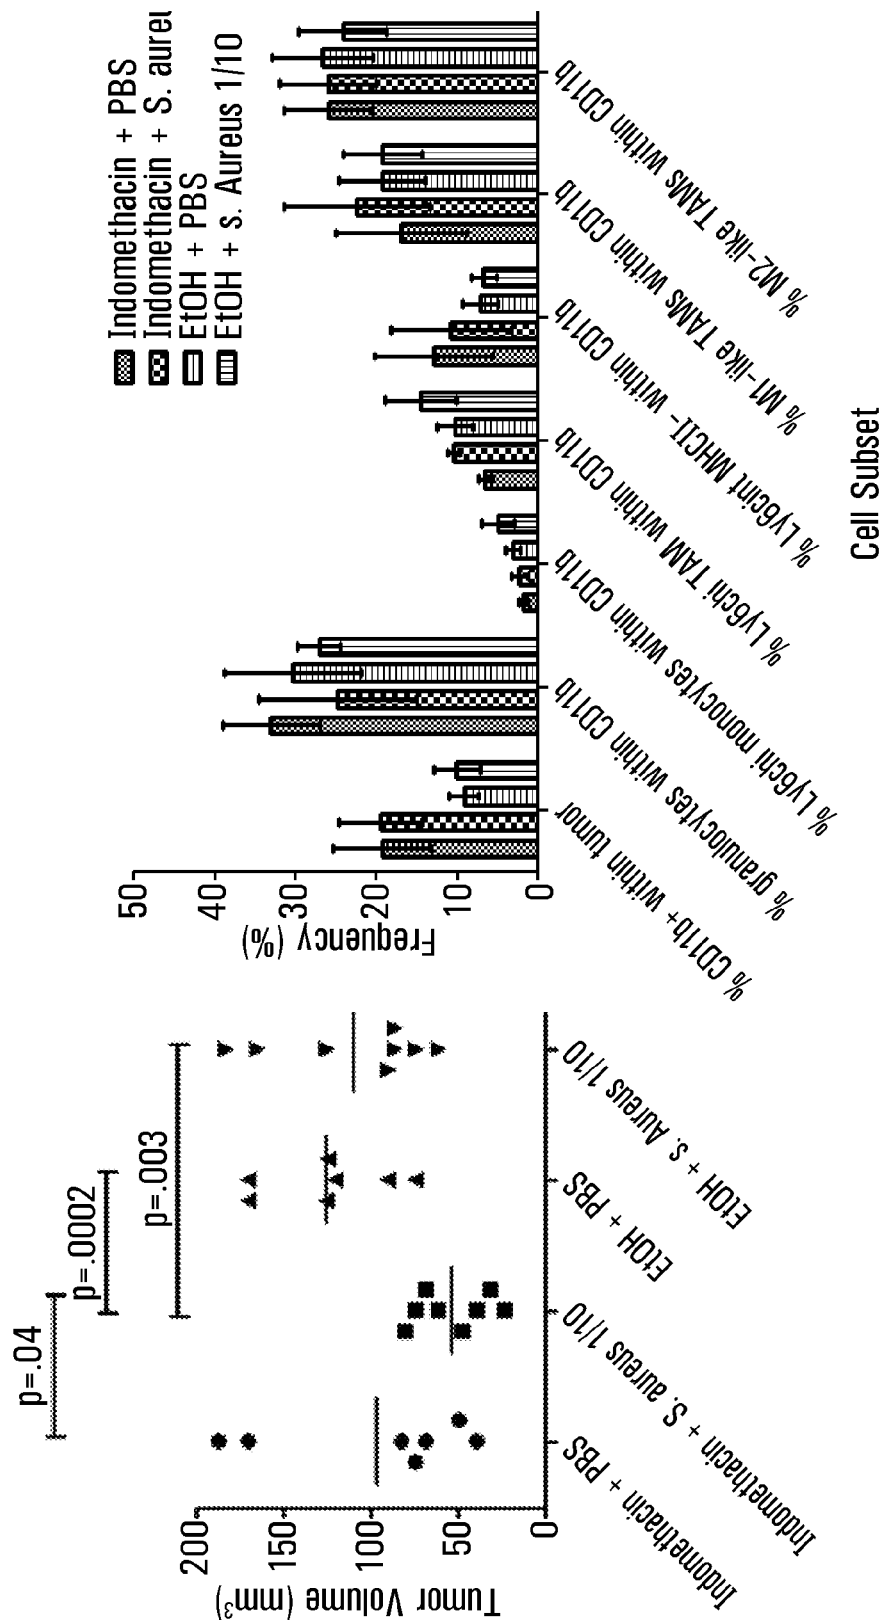 p=.04
p=.0002
p=.003
Tumor Volume (mm³)
200
150
100
50
0
Indomethacin + PBS
Indomethacin + S. aureus 1/10
EtOH + PBS
EtOH + s. Aureus 1/10
Indomethacin + PBS
Indomethacin + S. aureu
EtOH + PBS
EtOH + s. Aureus 1/10
Frequency (%)
50
40
30
20
10
0
% CD11b+ within tumor
% granulocytes within CD11b
% Ly6chi monocytes within CD11b
% Ly6chi TAM within CD11b
% Ly6cint MHCII- within CD11b
% M1-like TAMs within CD11b
% M2-like TAMs within CD11b
Cell Subset